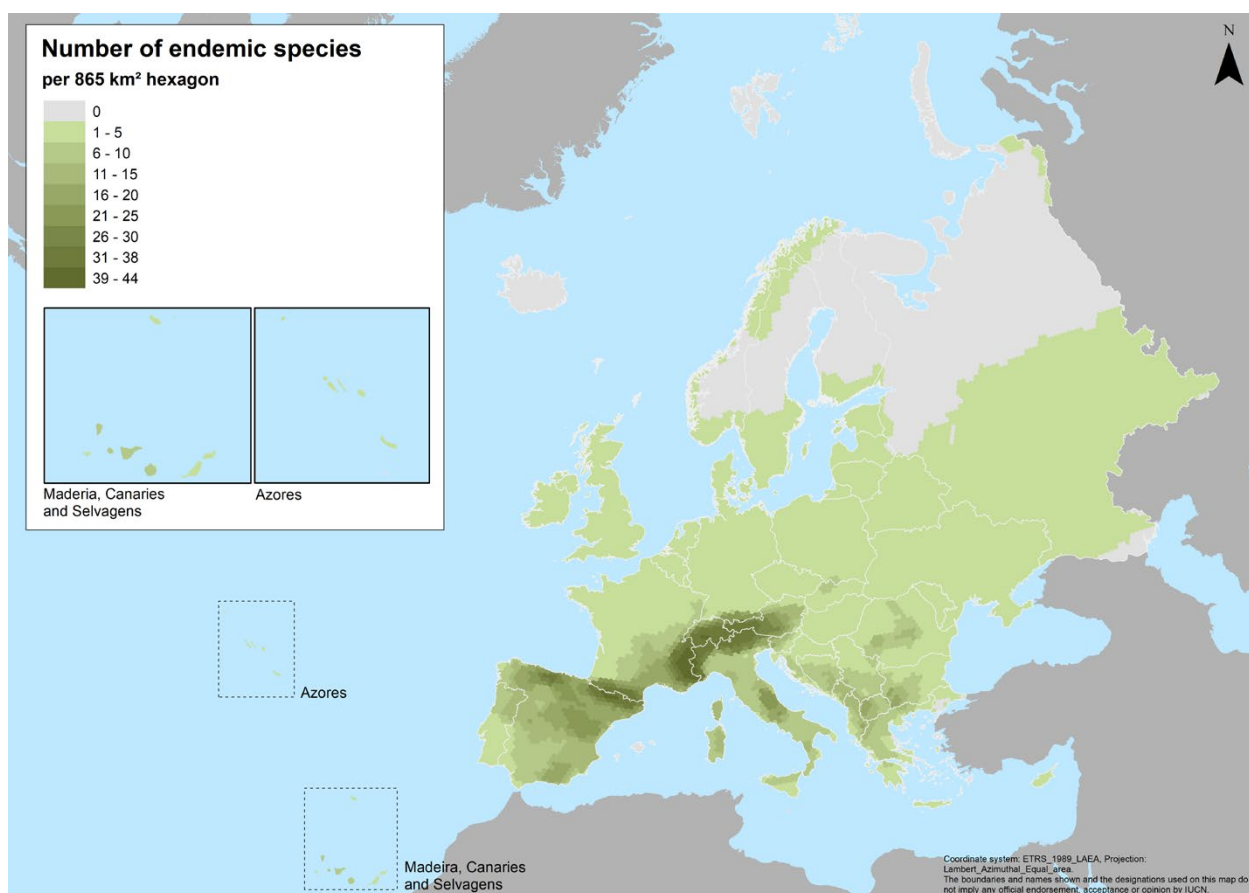 Number of endemic species
per 865 km² hexagon
0
1 - 5
6 - 10
11 - 15
16 - 20
21 - 25
26 - 30
31 - 38
39 - 44
Maderia, Canaries
and Selvagens
Azores
N
Azores
Madeira, Canaries
and Selvagens
Coordinate system: ETRS_1989_LAEA, Projection:
Lambert_Azimuthal_Equal_area.
The boundaries and names shown and the designations used on this map do
not imply any official endorsement, acceptance or opinion by IUCN.